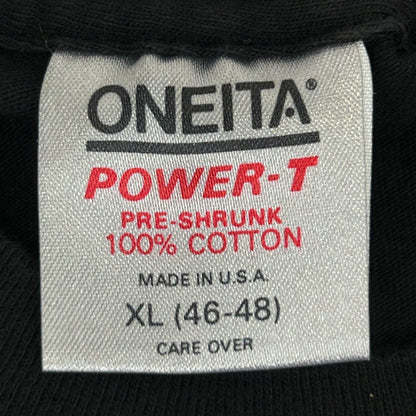 ONEITA®
POWER-T
PRE-SHRUNK
100% COTTON
MADE IN U.S.A.
XL (46-48)
CARE OVER